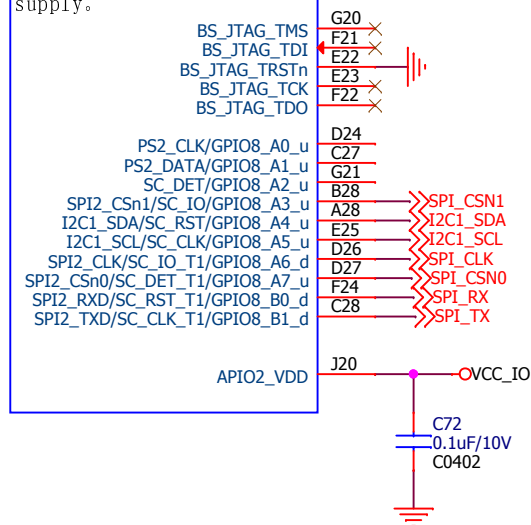 supply。
BS_JTAG_TMS G20
BS_JTAG_TDI F21
BS_JTAG_TRSTn E22
BS_JTAG_TCK E23
BS_JTAG_TDO F22
PS2_CLK/GPIO8_A0_u D24
PS2_DATA/GPIO8_A1_u C27
SC_DET/GPIO8_A2_u G21
SPI2_CSn1/SC_IO/GPIO8_A3_u B28 SPI_CSN1
I2C1_SDA/SC_RST/GPIO8_A4_u A28 I2C1_SDA
I2C1_SCL/SC_CLK/GPIO8_A5_u E25 I2C1_SCL
SPI2_CLK/SC_IO_T1/GPIO8_A6_d D26 SPI_CLK
SPI2_CSn0/SC_DET_T1/GPIO8_A7_u D27 SPI_CSN0
SPI2_RXD/SC_RST_T1/GPIO8_B0_d F24 SPI_RX
SPI2_TXD/SC_CLK_T1/GPIO8_B1_d C28 SPI_TX
APIO2_VDD J20 VCC_IO
C72
0.1uF/10V
C0402